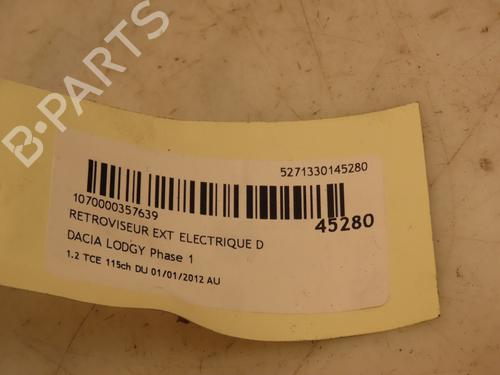 B-PARTS
5271330145280
1070000357639
45280
RETROVISEUR EXT ELECTRIQUE D
DACIA LODGY Phase 1
1.2 TCE 115ch DU 01/01/2012 AU